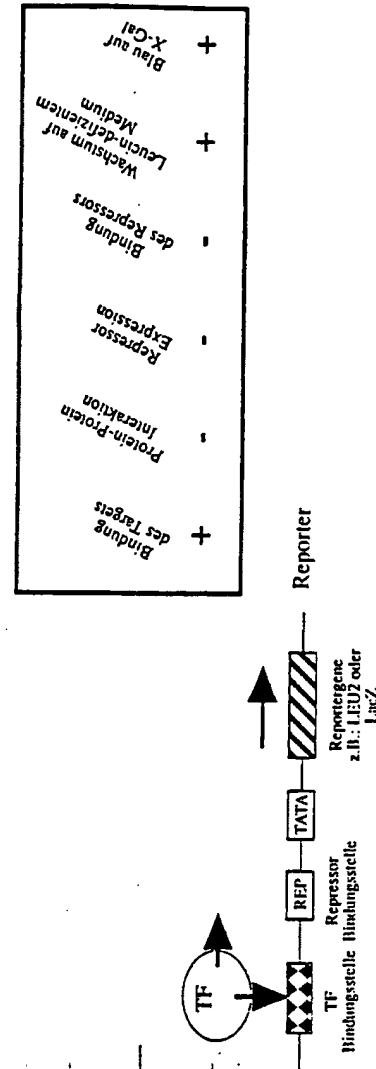 Bindung
des Targets
Protein-Protein
Interaktion
Repressor
Expression
Bindung
des Repressors
Wachstum auf
Leucin-defizientem
Medium
Blau auf
X-Gal
+ - - - + +
TF
REP
TATA
Reporter
TF
Bindungsstelle
Repressor
Bindungsstelle
Reportergene
z.B.: LEU2 oder
LacZ